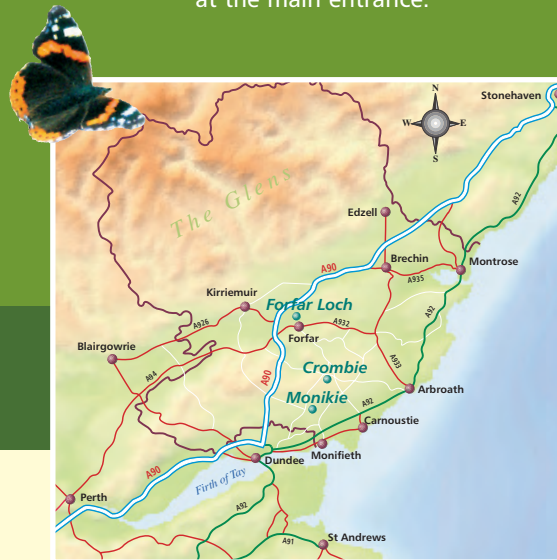 at the main entrance.
N
Stonehaven
W
E
S
A92
The Glens
Edzell
A90
Brechin
Montrose
A935
Kirriemuir
Forfar Loch
A92
A926
A932
Forfar
Blairgowrie
A933
A94
A90
Crombie
Monikie
Arbroath
A92
Carnoustie
Monifieth
Dundee
A90
Firth of Tay
Perth
A92
A91
St Andrews